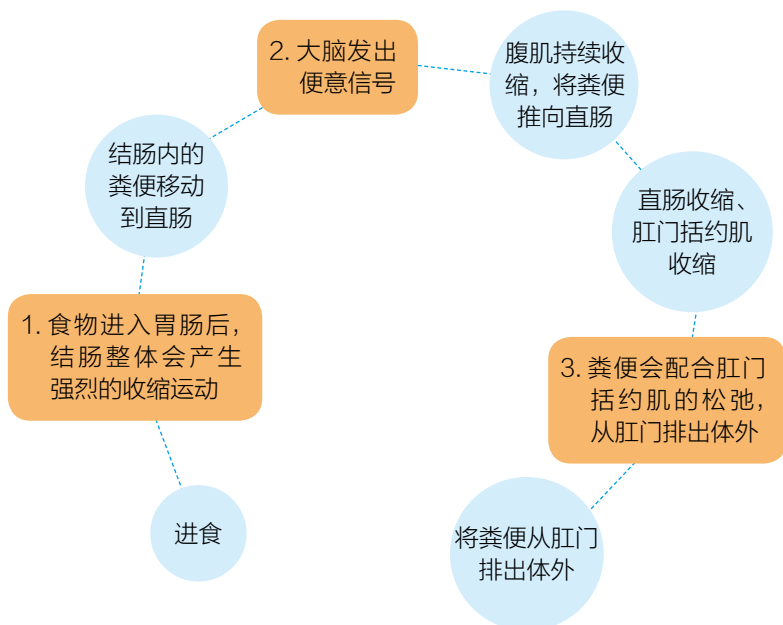 进食
1. 食物进入胃肠后，
结肠整体会产生
强烈的收缩运动
结肠内的
粪便移动
到直肠
2. 大脑发出
便意信号
腹肌持续收
缩，将粪便
推向直肠
直肠收缩、
肛门括约肌
收缩
3. 粪便会配合肛门
括约肌的松弛，
从肛门排出体外
将粪便从肛门
排出体外